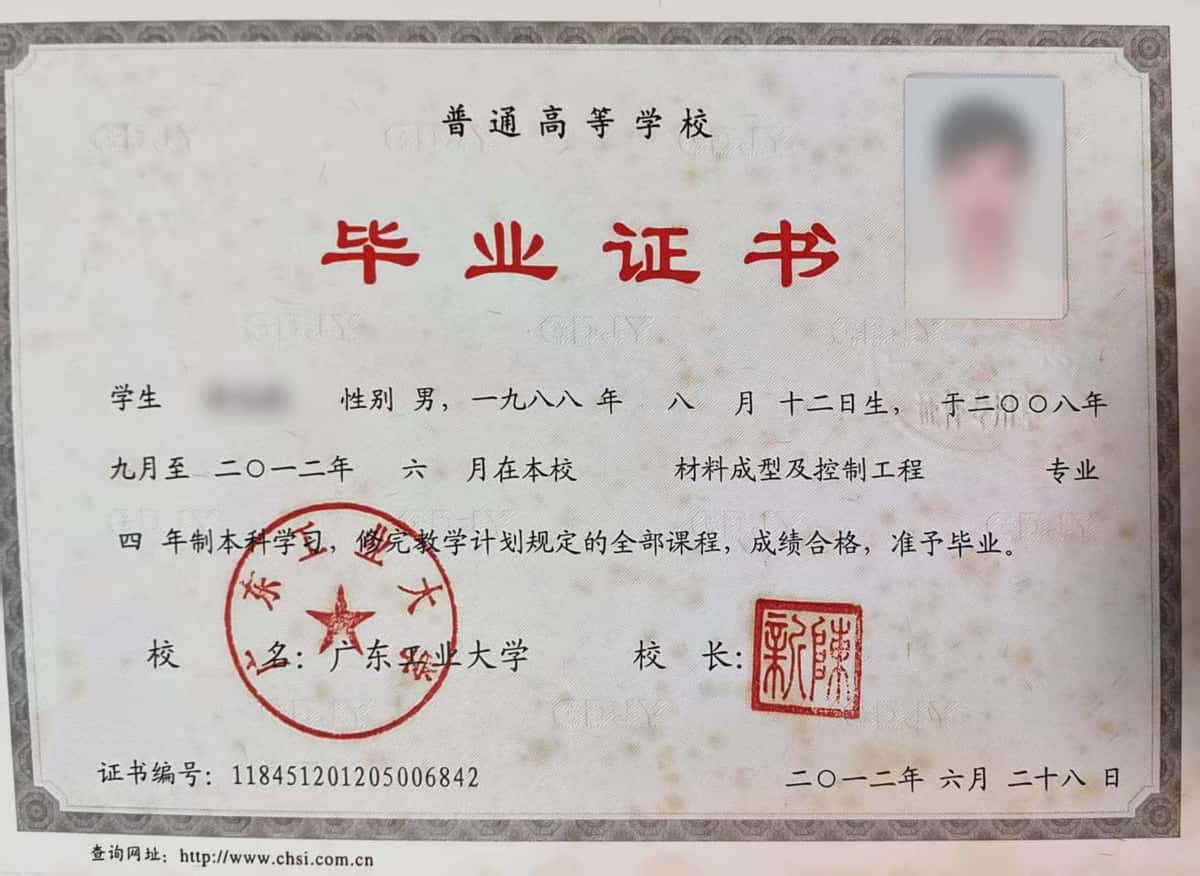 普通高等学校
毕业证书
学生 性别 男，一九八八 年 八 月 十二日生， 于二〇〇八年
九月至 二〇一二年 六 月在本校 材料成型及控制工程 专业
四 年制本科学习，修完教学计划规定的全部课程，成绩合格，准予毕业。
广东工业大学
校 名：广东工业大学 校 长：
陈新
证书编号：118451201205006842 二〇一二年 六月 二十八 日
查询网址：http://www.chsi.com.cn